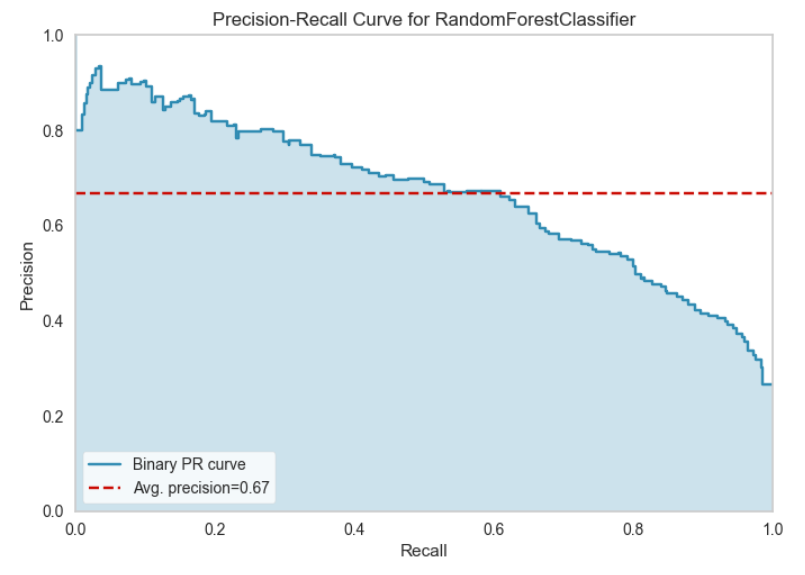 Precision-Recall Curve for RandomForestClassifier
1.0
0.8
0.6
0.4
0.2
0.0
Precision
Binary PR curve
Avg. precision=0.67
0.0 0.2 0.4 0.6 0.8 1.0
Recall